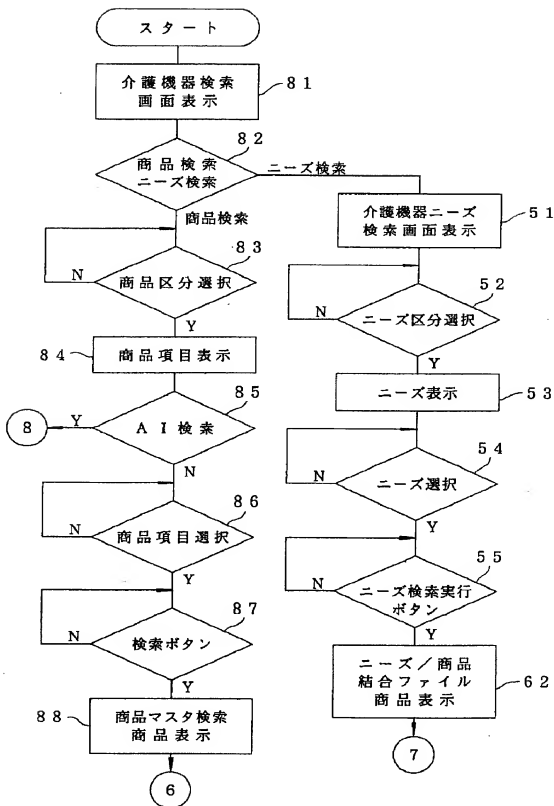 スタート
介護機器検索
画面表示
81
商品検索
ニーズ検索
82
ニーズ検索
商品検索
商品区分選択
83
N
Y
商品項目表示
84
AI検索
85
Y
8
N
商品項目選択
86
N
Y
検索ボタン
87
N
Y
商品マスタ検索
商品表示
88
6
介護機器ニーズ
検索画面表示
51
ニーズ区分選択
52
N
Y
ニーズ表示
53
ニーズ選択
54
N
Y
ニーズ検索実行
ボタン
55
N
Y
ニーズ/商品
結合ファイル
商品表示
62
7